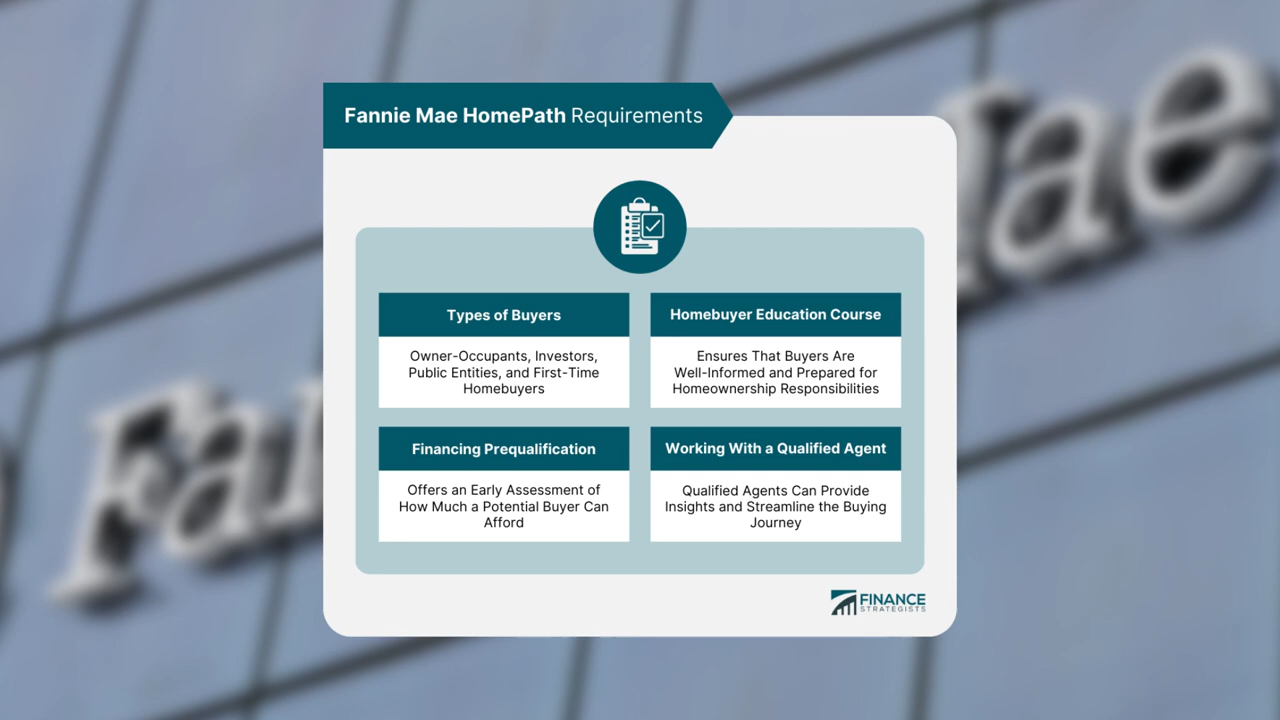 Fannie Mae HomePath Requirements
Types of Buyers
Owner-Occupants, Investors,
Public Entities, and First-Time
Homebuyers
Homebuyer Education Course
Ensures That Buyers Are
Well-Informed and Prepared for
Homeownership Responsibilities
Financing Prequalification
Offers an Early Assessment of
How Much a Potential Buyer Can
Afford
Working With a Qualified Agent
Qualified Agents Can Provide
Insights and Streamline the Buying
Journey
FINANCE
STRATEGISTS
Fa
Mae